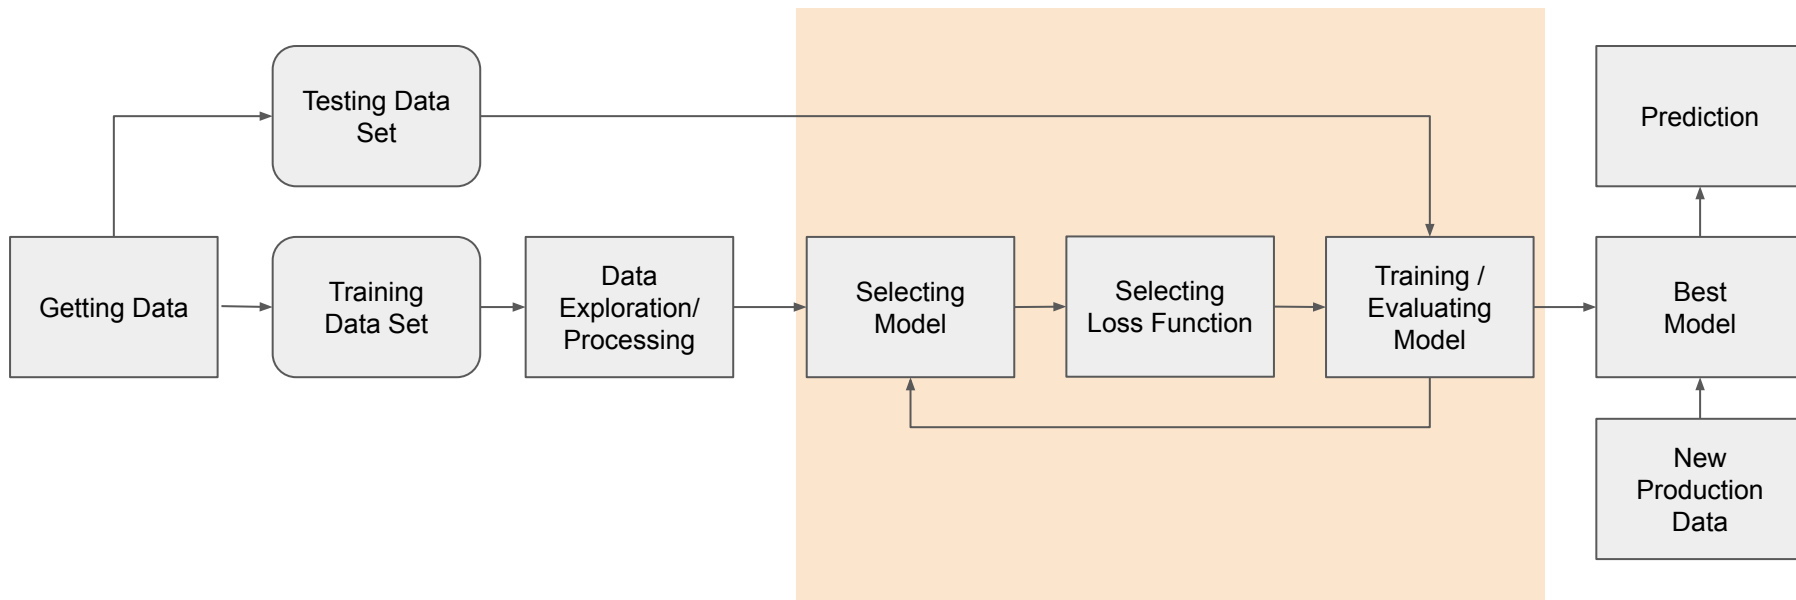 Testing Data
Set
Prediction
Getting Data
Training
Data Set
Data
Exploration/
Processing
Selecting
Model
Selecting
Loss Function
Training /
Evaluating
Model
Best
Model
New
Production
Data